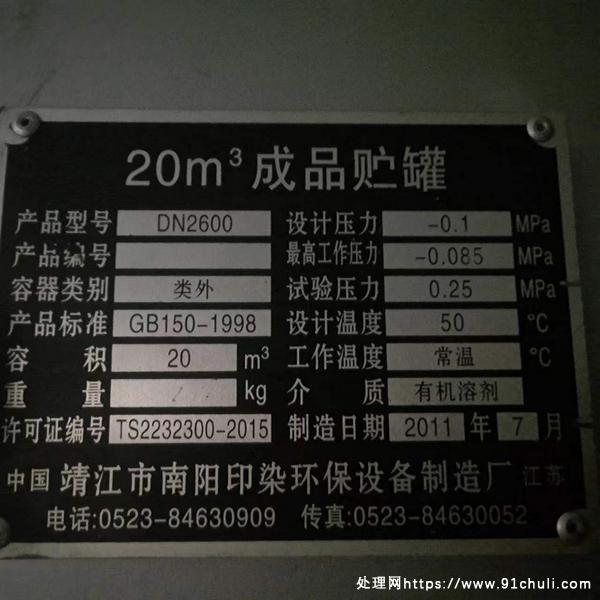 20m³成品贮罐
产品型号 DN2600 设计压力 -0.1 MPa
产品编号 最高工作压力 -0.085 MPa
容器类别 类外 试验压力 0.25 MPa
产品标准 GB150-1998 设计温度 50 ℃
容积 20 m³ 工作温度 常温 ℃
重量 / kg 介质 有机溶剂
许可证编号 TS2232300-2015 制造日期 2011 年 7 月
中国 靖江市南阳印染环保设备制造厂 江苏
电话:0523-84630909 传真:0523-84630052
处理网https://www.91chuli.com/